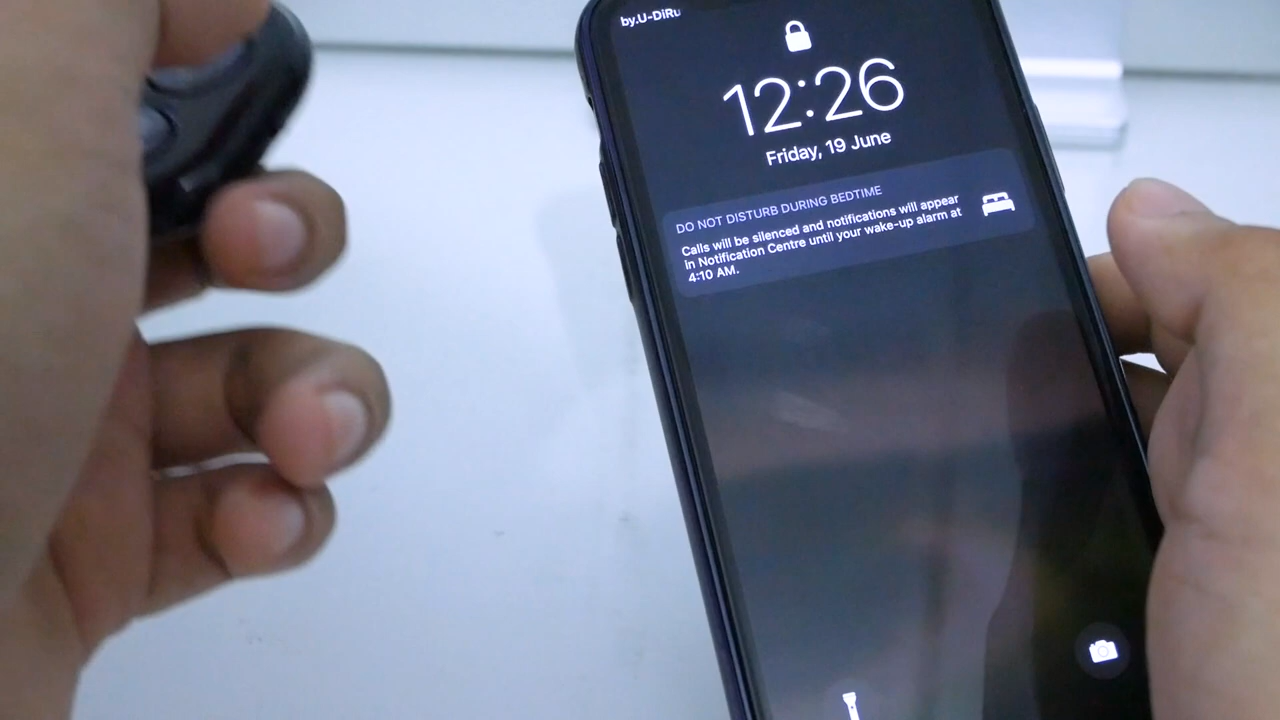 by.U-DiRu
12:26
Friday, 19 June
DO NOT DISTURB DURING BEDTIME
Calls will be silenced and notifications will appear
in Notification Centre until your wake-up alarm at
4:10 AM.